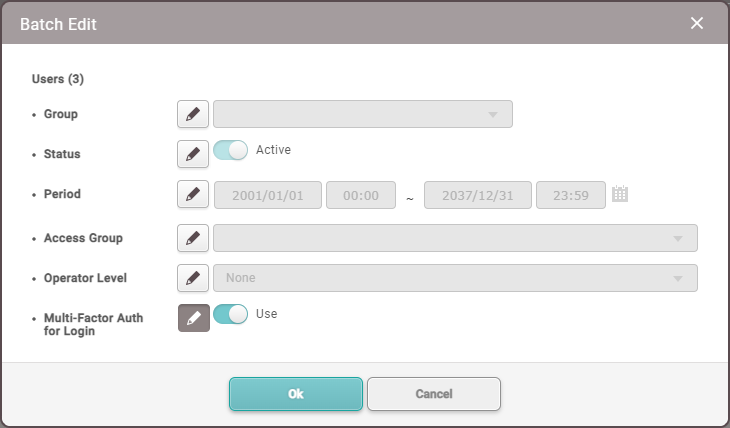 Batch Edit
Users (3)
• Group
• Status
Active
• Period
2001/01/01 00:00 ~ 2037/12/31 23:59
• Access Group
• Operator Level
None
• Multi-Factor Auth
for Login
Use
Ok
Cancel